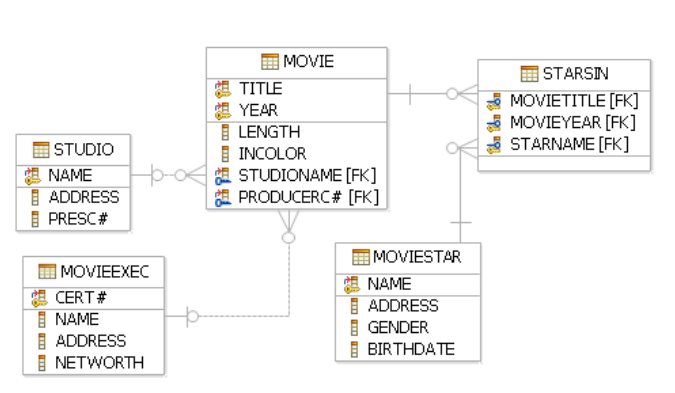 MOVIE
TITLE
YEAR
LENGTH
INCOLOR
STUDIONAME [FK]
PRODUCERC# [FK]
STARSIN
MOVIETITLE [FK]
MOVIEYEAR [FK]
STARNAME [FK]
STUDIO
NAME
ADDRESS
PRESC#
MOVIEEXEC
CERT#
NAME
ADDRESS
NETWORTH
MOVIESTAR
NAME
ADDRESS
GENDER
BIRTHDATE